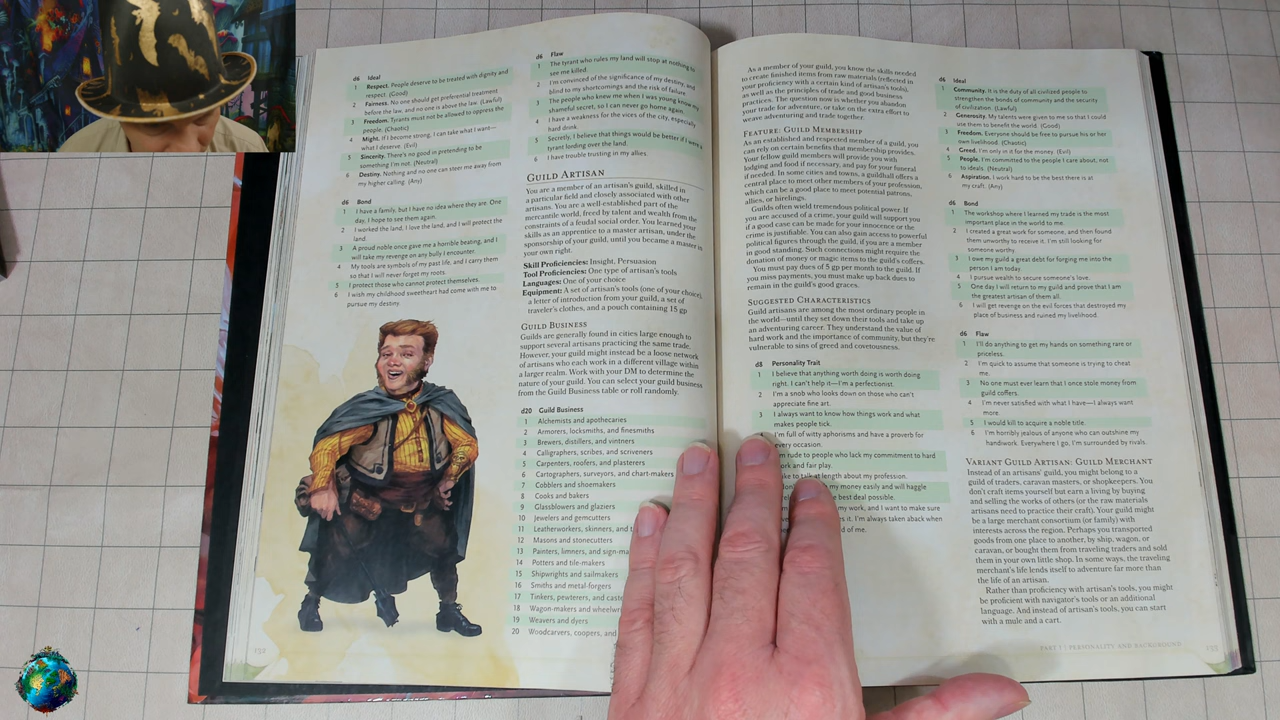 d6 Ideal
1 Respect. People deserve to be treated with dignity and
respect. (Good)
2 Fairness. No one should get preferential treatment
before the law, and no one is above the law. (Lawful)
3 Freedom. Tyrants must not be allowed to oppress the
people. (Chaotic)
4 Might. If I become strong, I can take what I want—
what I deserve. (Evil)
5 Sincerity. There's no good in pretending to be
something I'm not. (Neutral)
6 Destiny. Nothing and no one can steer me away from
my higher calling. (Any)
d6 Bond
1 I have a family, but I have no idea where they are. One
day, I hope to see them again.
2 I worked the land, I love the land, and I will protect the
land.
3 A proud noble once gave me a horrible beating, and I
will take my revenge on any bully I encounter.
4 My tools are symbols of my past life, and I carry them
so that I will never forget my roots.
5 I protect those who cannot protect themselves.
6 I wish my childhood sweetheart had come with me to
pursue my destiny.
132
d6 Flaw
1 The tyrant who rules my land will stop at nothing to
see me killed.
2 I'm convinced of the significance of my destiny, and
blind to my shortcomings and the risk of failure.
3 The people who knew me when I was young know my
shameful secret, so I can never go home again.
4 I have a weakness for the vices of the city, especially
hard drink.
5 Secretly, I believe that things would be better if I were a
tyrant lording over the land.
6 I have trouble trusting in my allies.
Guild Artisan
You are a member of an artisan's guild, skilled in
a particular field and closely associated with other
artisans. You are a well-established part of the
mercantile world, freed by talent and wealth from the
constraints of a feudal social order. You learned your
skills as an apprentice to a master artisan, under the
sponsorship of your guild, until you became a master in
your own right.
Skill Proficiencies: Insight, Persuasion
Tool Proficiencies: One type of artisan's tools
Languages: One of your choice
Equipment: A set of artisan's tools (one of your choice),
a letter of introduction from your guild, a set of
traveler's clothes, and a pouch containing 15 gp
Guild Business
Guilds are generally found in cities large enough to
support several artisans practicing the same trade.
However, your guild might instead be a loose network
of artisans who each work in a different village within
a larger realm. Work with your DM to determine the
nature of your guild. You can select your guild business
from the Guild Business table or roll randomly.
d20 Guild Business
1 Alchemists and apothecaries
2 Armorers, locksmiths, and finesmiths
3 Brewers, distillers, and vintners
4 Calligraphers, scribes, and scriveners
5 Carpenters, roofers, and plasterers
6 Cartographers, surveyors, and chart-makers
7 Cobblers and shoemakers
8 Cooks and bakers
9 Glassblowers and glaziers
10 Jewelers and gemcutters
11 Leatherworkers, skinners, and
12 Masons and stonecutters
13 Painters, limners, and sign-ma
14 Potters and tile-makers
15 Shipwrights and sailmakers
16 Smiths and metal-forgers
17 Tinkers, pewterers, and caste
18 Wagon-makers and wheelwri
19 Weavers and dyers
20 Woodcarvers, coopers, and
As a member of your guild, you know the skills needed
to create finished items from raw materials (reflected in
your proficiency with a certain kind of artisan's tools),
as well as the principles of trade and good business
practices. The question now is whether you abandon
your trade for adventure, or take on the extra effort to
weave adventuring and trade together.
Feature: Guild Membership
As an established and respected member of a guild, you
can rely on certain benefits that membership provides.
Your fellow guild members will provide you with
lodging and food if necessary, and pay for your funeral
if needed. In some cities and towns, a guildhall offers a
central place to meet other members of your profession,
which can be a good place to meet potential patrons,
allies, or hirelings.
Guilds often wield tremendous political power. If
you are accused of a crime, your guild will support you
if a good case can be made for your innocence or the
crime is justifiable. You can also gain access to powerful
political figures through the guild, if you are a member
in good standing. Such connections might require the
donation of money or magic items to the guild's coffers.
You must pay dues of 5 gp per month to the guild. If
you miss payments, you must make up back dues to
remain in the guild's good graces.
Suggested Characteristics
Guild artisans are among the most ordinary people in
the world—until they set down their tools and take up
an adventuring career. They understand the value of
hard work and the importance of community, but they're
vulnerable to sins of greed and covetousness.
d8 Personality Trait
1 I believe that anything worth doing is worth doing
right. I can't help it—I'm a perfectionist.
2 I'm a snob who looks down on those who can't
appreciate fine art.
3 I always want to know how things work and what
makes people tick.
I'm full of witty aphorisms and have a proverb for
every occasion.
rude to people who lack my commitment to hard
work and fair play.
to talk at length about my profession.
my money easily and will haggle
best deal possible.
my work, and I want to make sure
it. I'm always taken aback when
of me.
d6 Ideal
1 Community. It is the duty of all civilized people to
strengthen the bonds of community and the security
of civilization. (Lawful)
2 Generosity. My talents were given to me so that I could
use them to benefit the world. (Good)
3 Freedom. Everyone should be free to pursue his or her
own livelihood. (Chaotic)
4 Greed. I'm only in it for the money. (Evil)
5 People. I'm committed to the people I care about, not
to ideals. (Neutral)
6 Aspiration. I work hard to be the best there is at
my craft. (Any)
d6 Bond
1 The workshop where I learned my trade is the most
important place in the world to me.
2 I created a great work for someone, and then found
them unworthy to receive it. I'm still looking for
someone worthy.
3 I owe my guild a great debt for forging me into the
person I am today.
4 I pursue wealth to secure someone's love.
5 One day I will return to my guild and prove that I am
the greatest artisan of them all.
6 I will get revenge on the evil forces that destroyed my
place of business and ruined my livelihood.
d6 Flaw
1 I'll do anything to get my hands on something rare or
priceless.
2 I'm quick to assume that someone is trying to cheat
me.
3 No one must ever learn that I once stole money from
guild coffers.
4 I'm never satisfied with what I have—I always want
more.
5 I would kill to acquire a noble title.
6 I'm horribly jealous of anyone who can outshine my
handiwork. Everywhere I go, I'm surrounded by rivals.
Variant Guild Artisan: Guild Merchant
Instead of an artisans' guild, you might belong to a
guild of traders, caravan masters, or shopkeepers. You
don't craft items yourself but earn a living by buying
and selling the works of others (or the raw materials
artisans need to practice their craft). Your guild might
be a large merchant consortium (or family) with
interests across the region. Perhaps you transported
goods from one place to another, by ship, wagon, or
caravan, or bought them from traveling traders and sold
them in your own little shop. In some ways, the traveling
merchant's life lends itself to adventure far more than
the life of an artisan.
Rather than proficiency with artisan's tools, you might
be proficient with navigator's tools or an additional
language. And instead of artisan's tools, you can start
with a mule and a cart.
PART 1 | PERSONALITY AND BACKGROUND
133